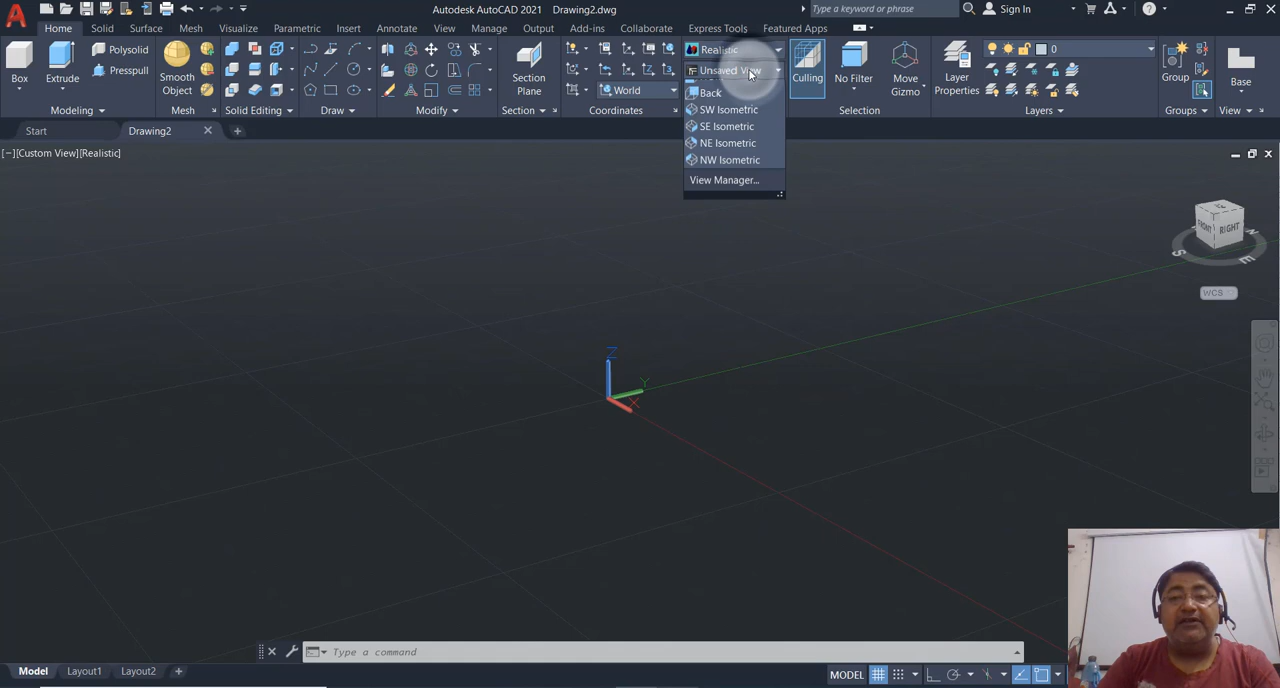 Autodesk AutoCAD 2021 Drawing2.dwg
Type a keyword or phrase
Sign In
Home Solid Surface Mesh Visualize Parametric Insert Annotate View Manage Output Add-ins Collaborate Express Tools Featured Apps
Box
Extrude
Polysolid
Presspull
Modeling
Smooth
Object
Mesh
Draw
Modify
Section
Plane
Section
World
Coordinates
Realistic
Unsaved View
Back
SW Isometric
SE Isometric
NE Isometric
NW Isometric
View Manager...
Culling
No Filter
Move
Gizmo
Selection
Layer
Properties
0
Layers
Group
Groups
Base
View
Start
Drawing2
[−][Custom View][Realistic]
FRONT
RIGHT
S
E
N
WCS
Z
Y
X
Type a command
Model Layout1 Layout2
MODEL